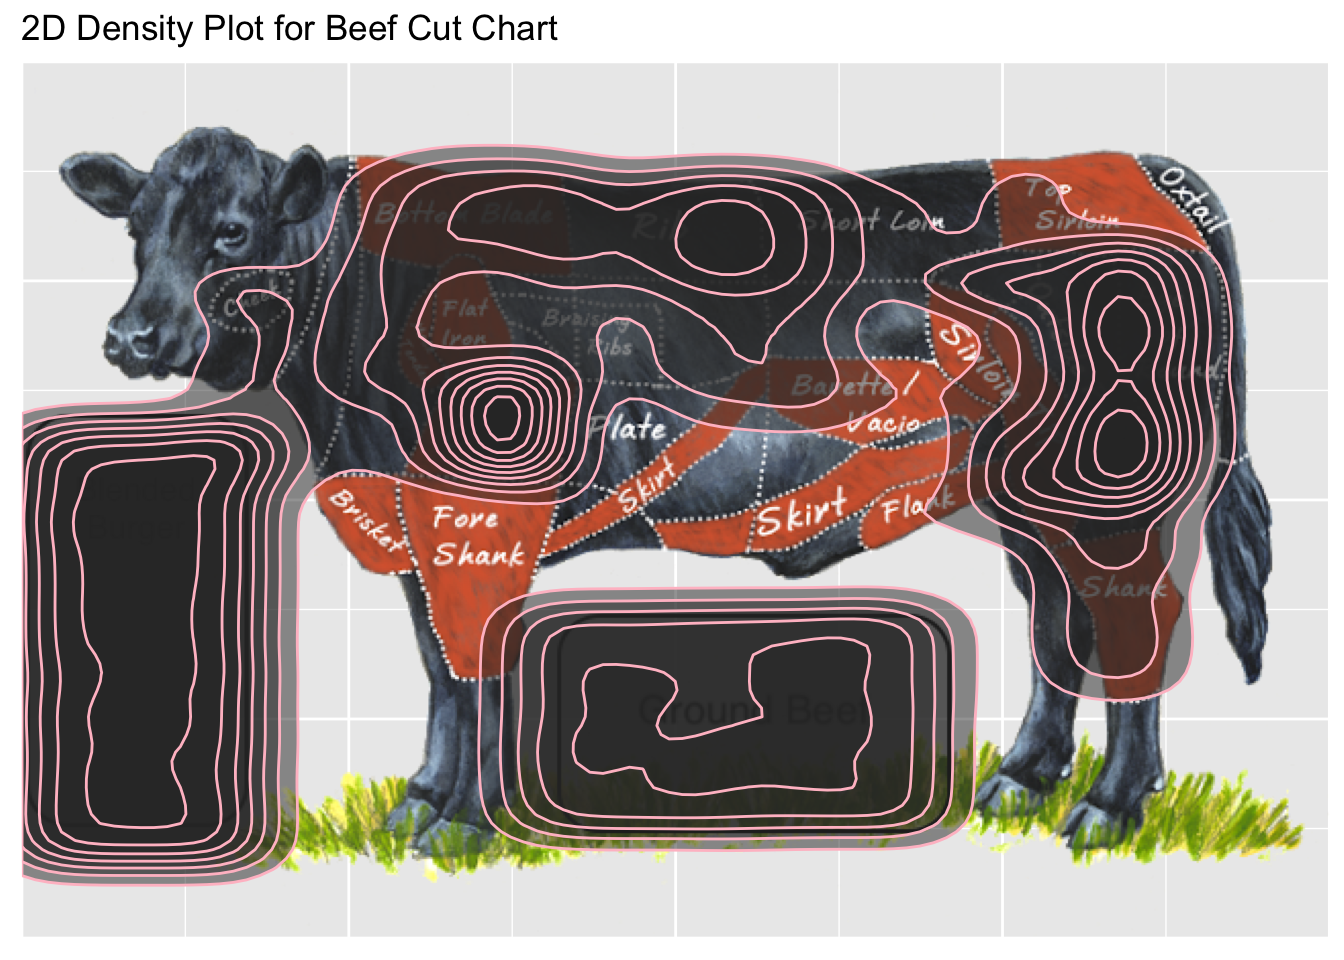 2D Density Plot for Beef Cut Chart
Bottom Blade
Short Loin
Top
Sirloin
Oxtail
Cheek
Flat
Iron
Braising
Ribs
Sirloin
Bavette /
Vacio
Plate
Skirt
Skirt
Flank
Brisket
Fore
Shank
Shank
Ground Beef